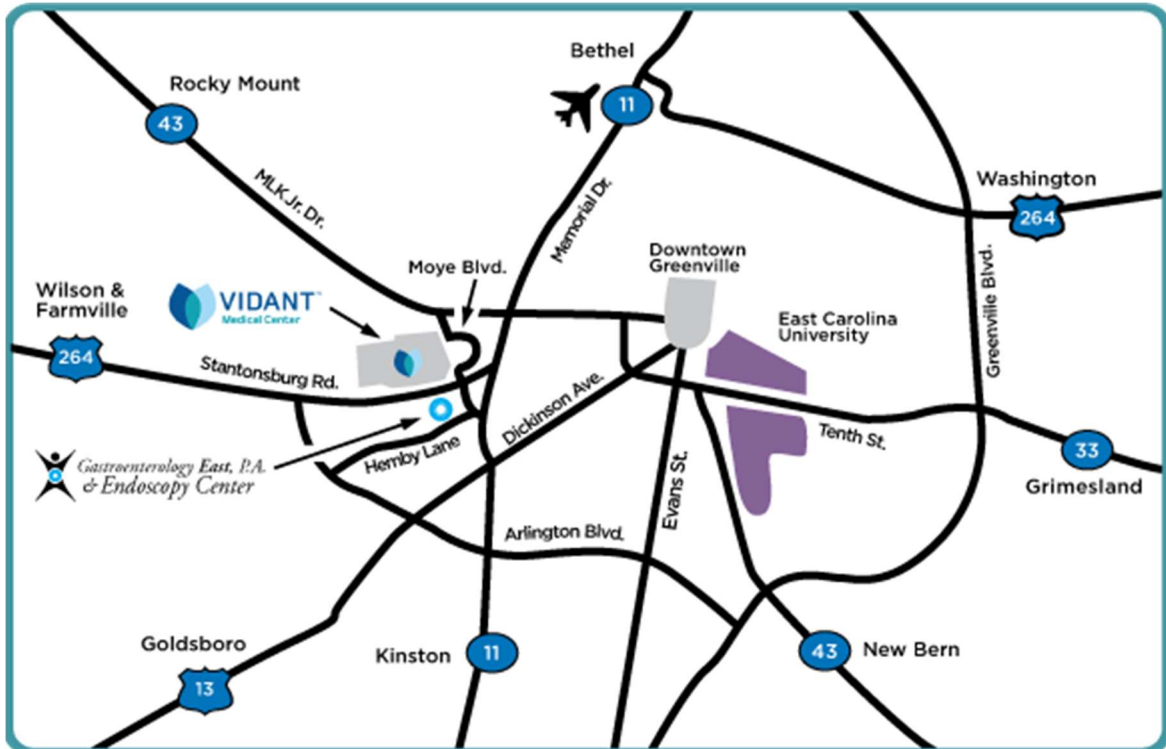 Bethel
11
Rocky Mount
43
MLK Jr. Dr.
Memorial Dr.
Washington
264
Moye Blvd.
Downtown
Greenville
Greenville Blvd.
Wilson &
Farmville
264
VIDANT™
Medical Center
East Carolina
University
Stantonsburg Rd.
Dickinson Ave.
Tenth St.
33
Grimesland
Gastroenterology East, P.A.
& Endoscopy Center
Hemby Lane
Evans St.
Arlington Blvd.
Goldsboro
13
Kinston
11
43
New Bern